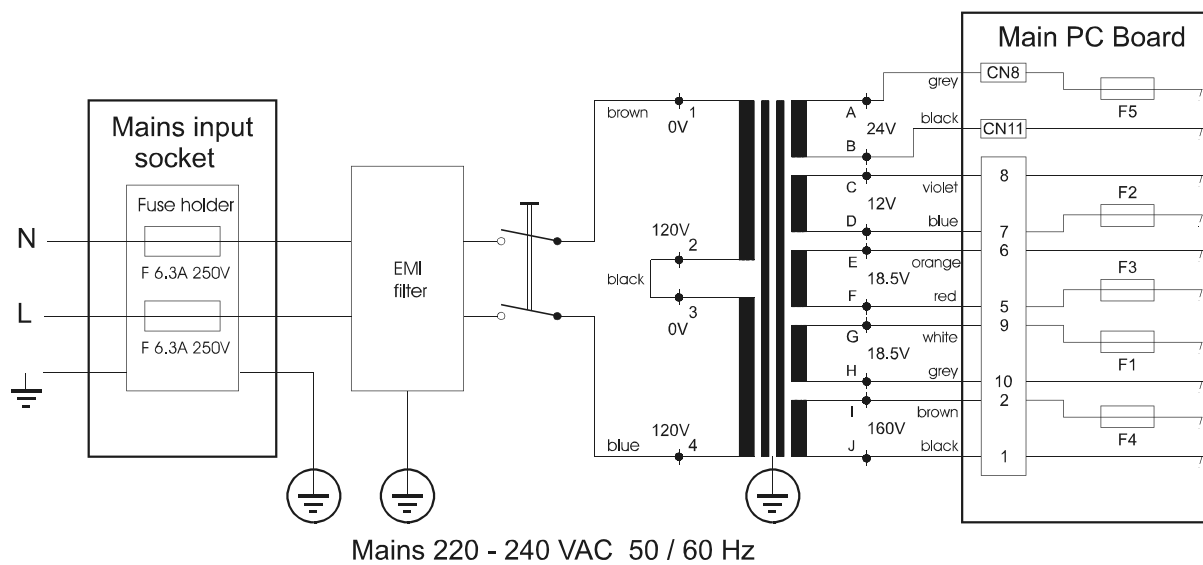 Main PC Board
grey
CN8
F5
A
24V
black
B
CN11
brown
1
0V
Mains input
socket
Fuse holder
N
F 6.3A 250V
L
F 6.3A 250V
EMI
filter
120V
2
black
3
0V
120V
blue
4
C
violet
8
12V
F2
D
blue
7
6
E
orange
18.5V
F3
F
red
5
9
G
white
18.5V
F1
H
grey
10
2
I
brown
160V
F4
J
black
1
Mains 220 - 240 VAC 50 / 60 Hz